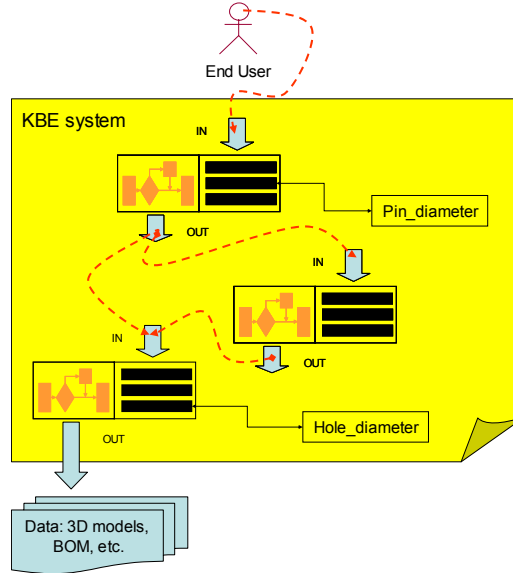 End User
KBE system
IN
OUT
Pin_diameter
IN
IN
OUT
Hole_diameter
OUT
Data: 3D models,
BOM, etc.